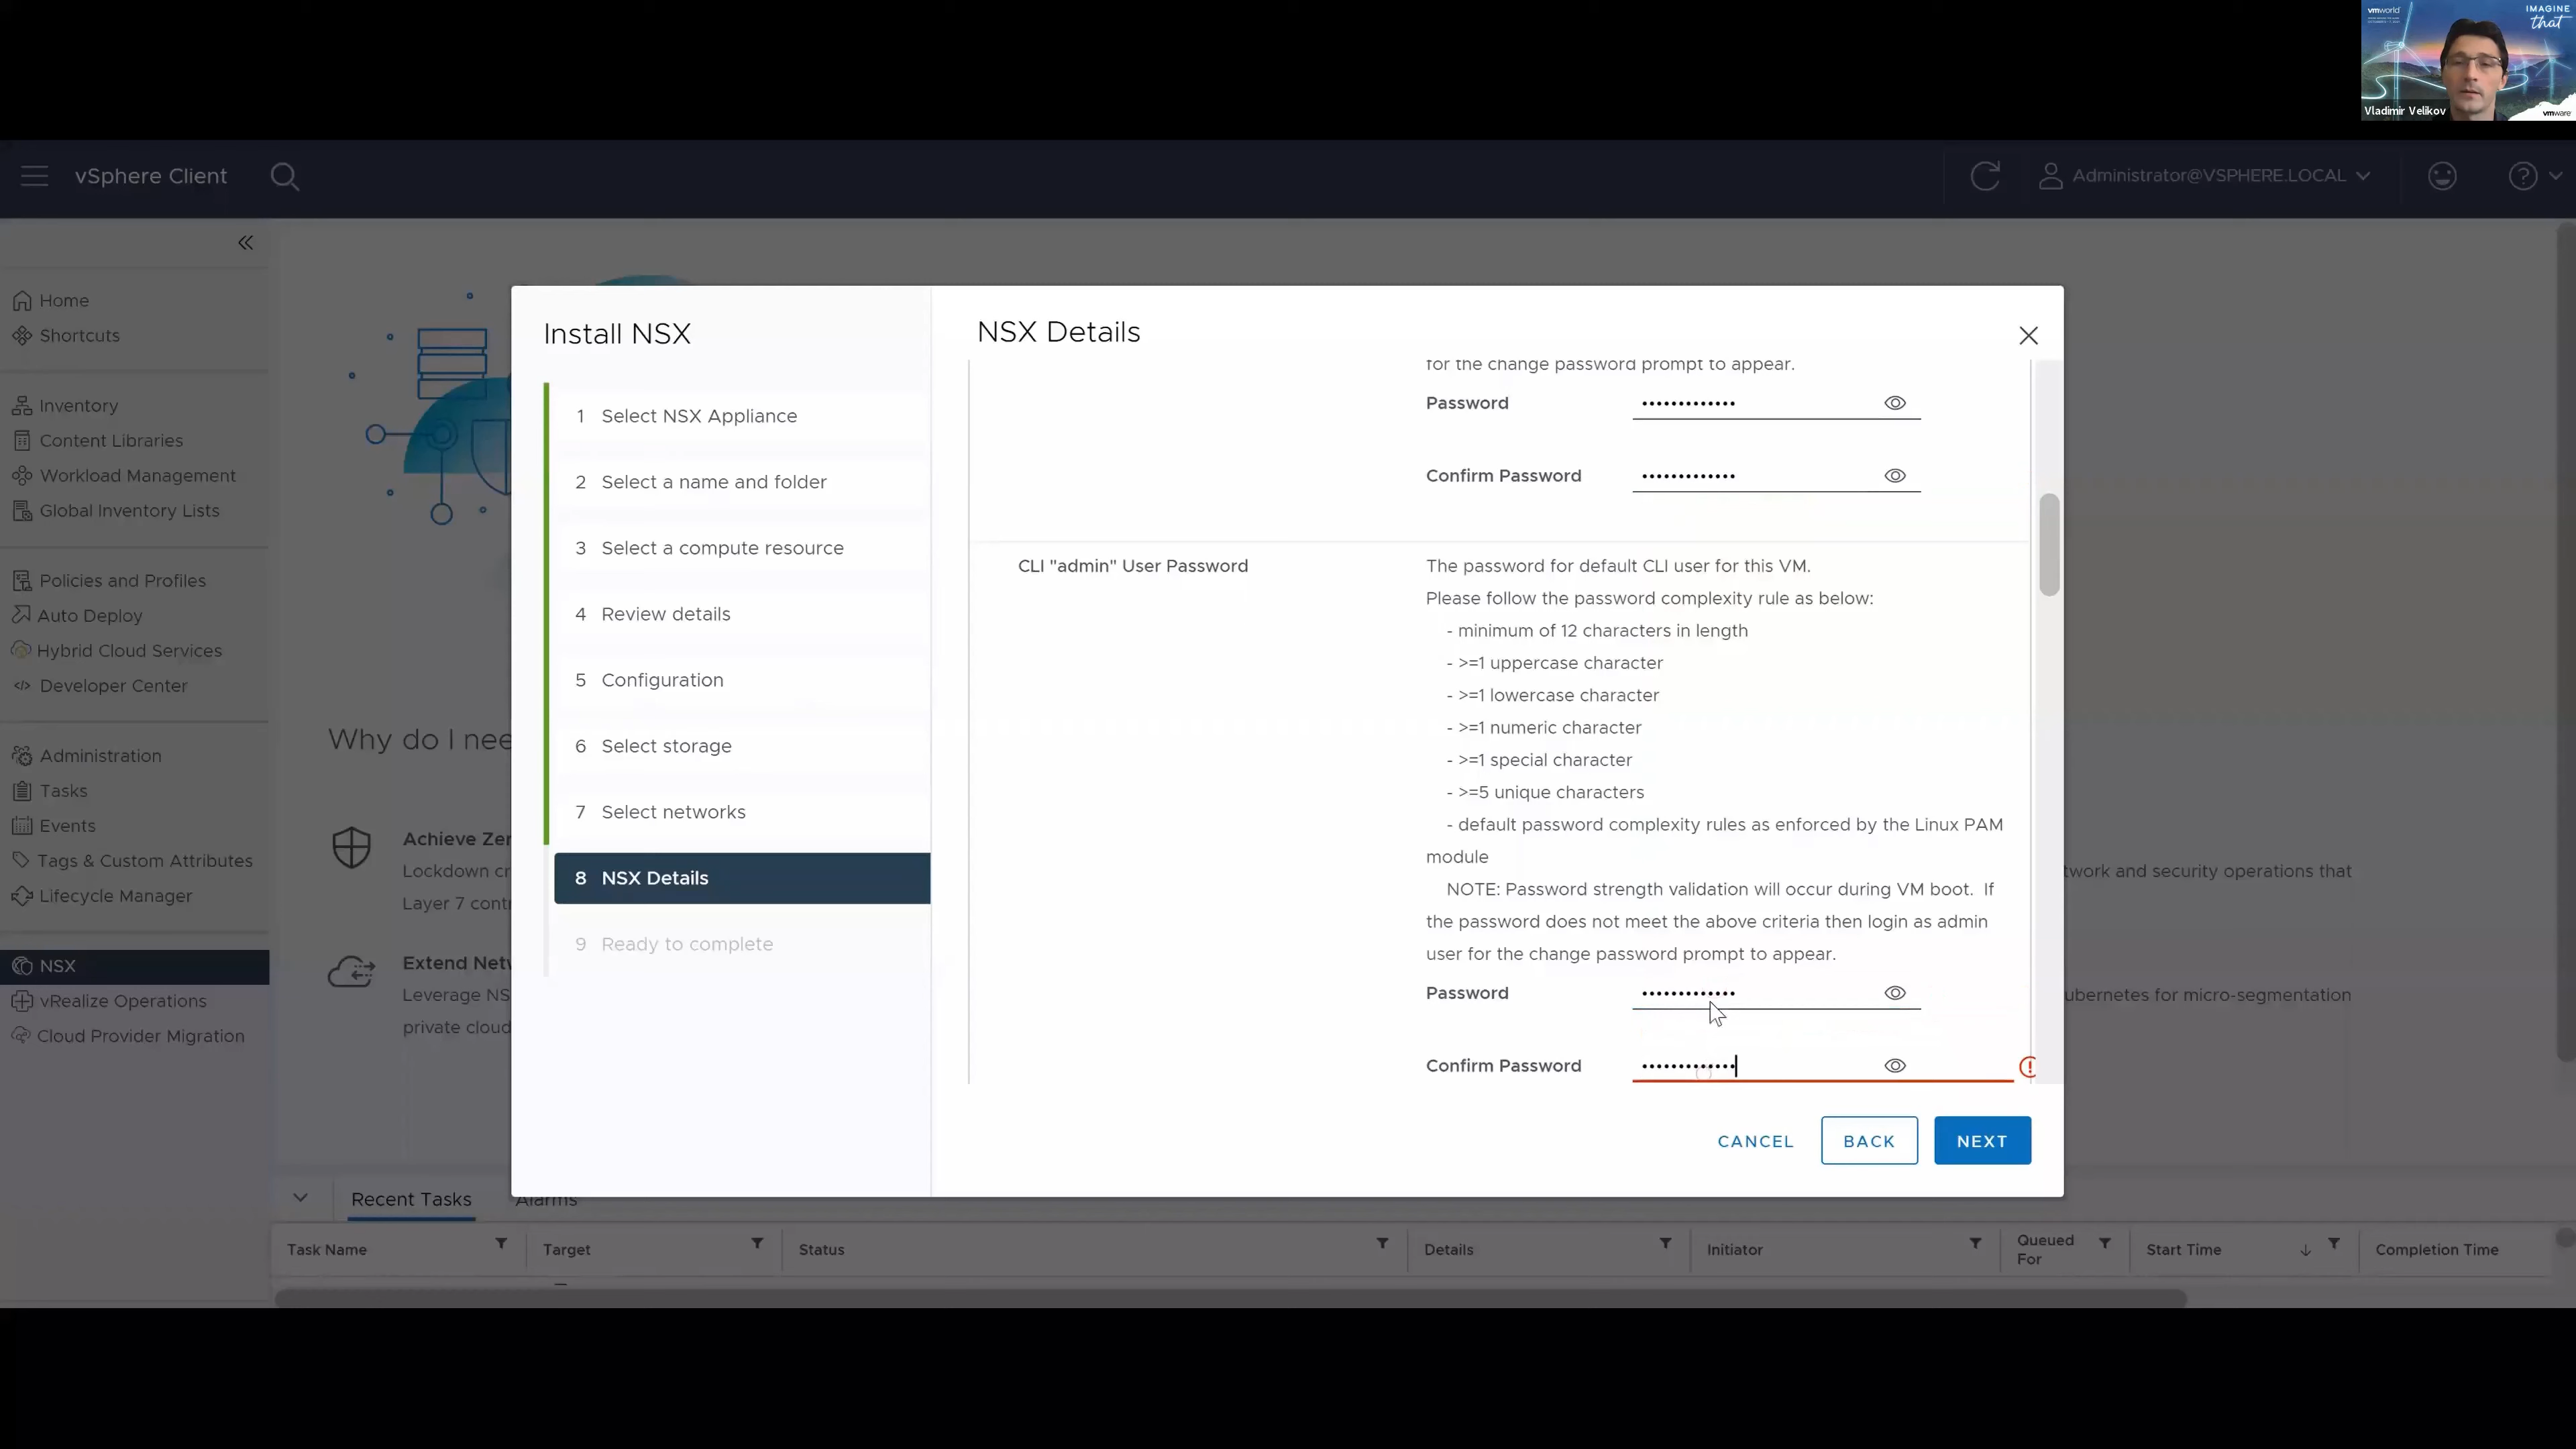 vmworld
IMAGINE
that
Vladimir Velikov
vmware
vSphere Client
Administrator@VSPHERE.LOCAL
Home
Shortcuts
Inventory
Content Libraries
Workload Management
Global Inventory Lists
Policies and Profiles
Auto Deploy
Hybrid Cloud Services
Developer Center
Administration
Tasks
Events
Tags & Custom Attributes
Lifecycle Manager
NSX
vRealize Operations
Cloud Provider Migration
Why do I nee
Achieve Zer
Lockdown cr
Layer 7 contr
Extend Netw
Leverage NS
private cloud
twork and security operations that
ubernetes for micro-segmentation
Install NSX
1 Select NSX Appliance
2 Select a name and folder
3 Select a compute resource
4 Review details
5 Configuration
6 Select storage
7 Select networks
8 NSX Details
9 Ready to complete
NSX Details
for the change password prompt to appear.
Password •••••••••••••
Confirm Password •••••••••••••
CLI "admin" User Password
The password for default CLI user for this VM.
Please follow the password complexity rule as below:
- minimum of 12 characters in length
- >=1 uppercase character
- >=1 lowercase character
- >=1 numeric character
- >=1 special character
- >=5 unique characters
- default password complexity rules as enforced by the Linux PAM
module
NOTE: Password strength validation will occur during VM boot. If
the password does not meet the above criteria then login as admin
user for the change password prompt to appear.
Password •••••••••••••
Confirm Password •••••••••••••
CANCEL BACK NEXT
Recent Tasks Alarms
Task Name Target Status Details Initiator Queued For Start Time Completion Time